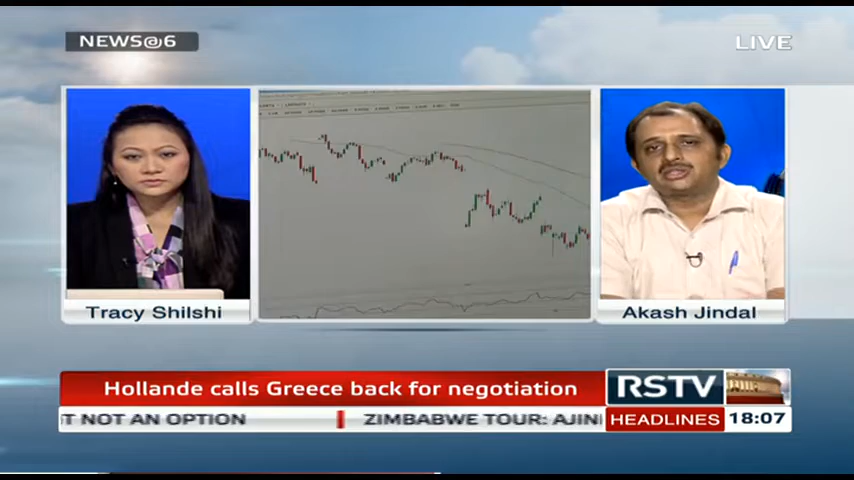 NEWS@6
LIVE
Tracy Shilshi
Akash Jindal
Hollande calls Greece back for negotiation
RSTV
NOT AN OPTION
ZIMBABWE TOUR:
HEADLINES
18:07